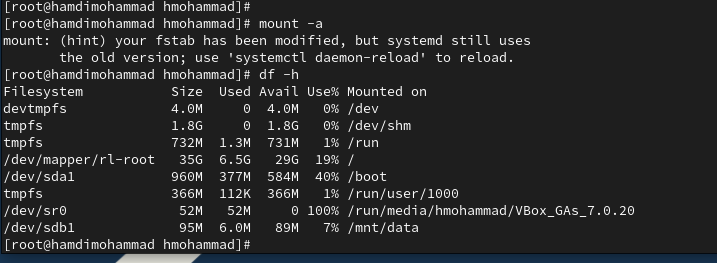 [root@hamdimohammad hmohammad]#
[root@hamdimohammad hmohammad]# mount -a
mount: (hint) your fstab has been modified, but systemd still uses
       the old version; use 'systemctl daemon-reload' to reload.
[root@hamdimohammad hmohammad]# df -h
Filesystem           Size  Used Avail Use% Mounted on
devtmpfs             4.0M     0  4.0M   0% /dev
tmpfs                1.8G     0  1.8G   0% /dev/shm
tmpfs                732M  1.3M  731M   1% /run
/dev/mapper/rl-root   35G  6.5G   29G  19% /
/dev/sda1            960M  377M  584M  40% /boot
tmpfs                366M  112K  366M   1% /run/user/1000
/dev/sr0              52M   52M     0 100% /run/media/hmohammad/VBox_GAs_7.0.20
/dev/sdb1             95M  6.0M   89M   7% /mnt/data
[root@hamdimohammad hmohammad]#